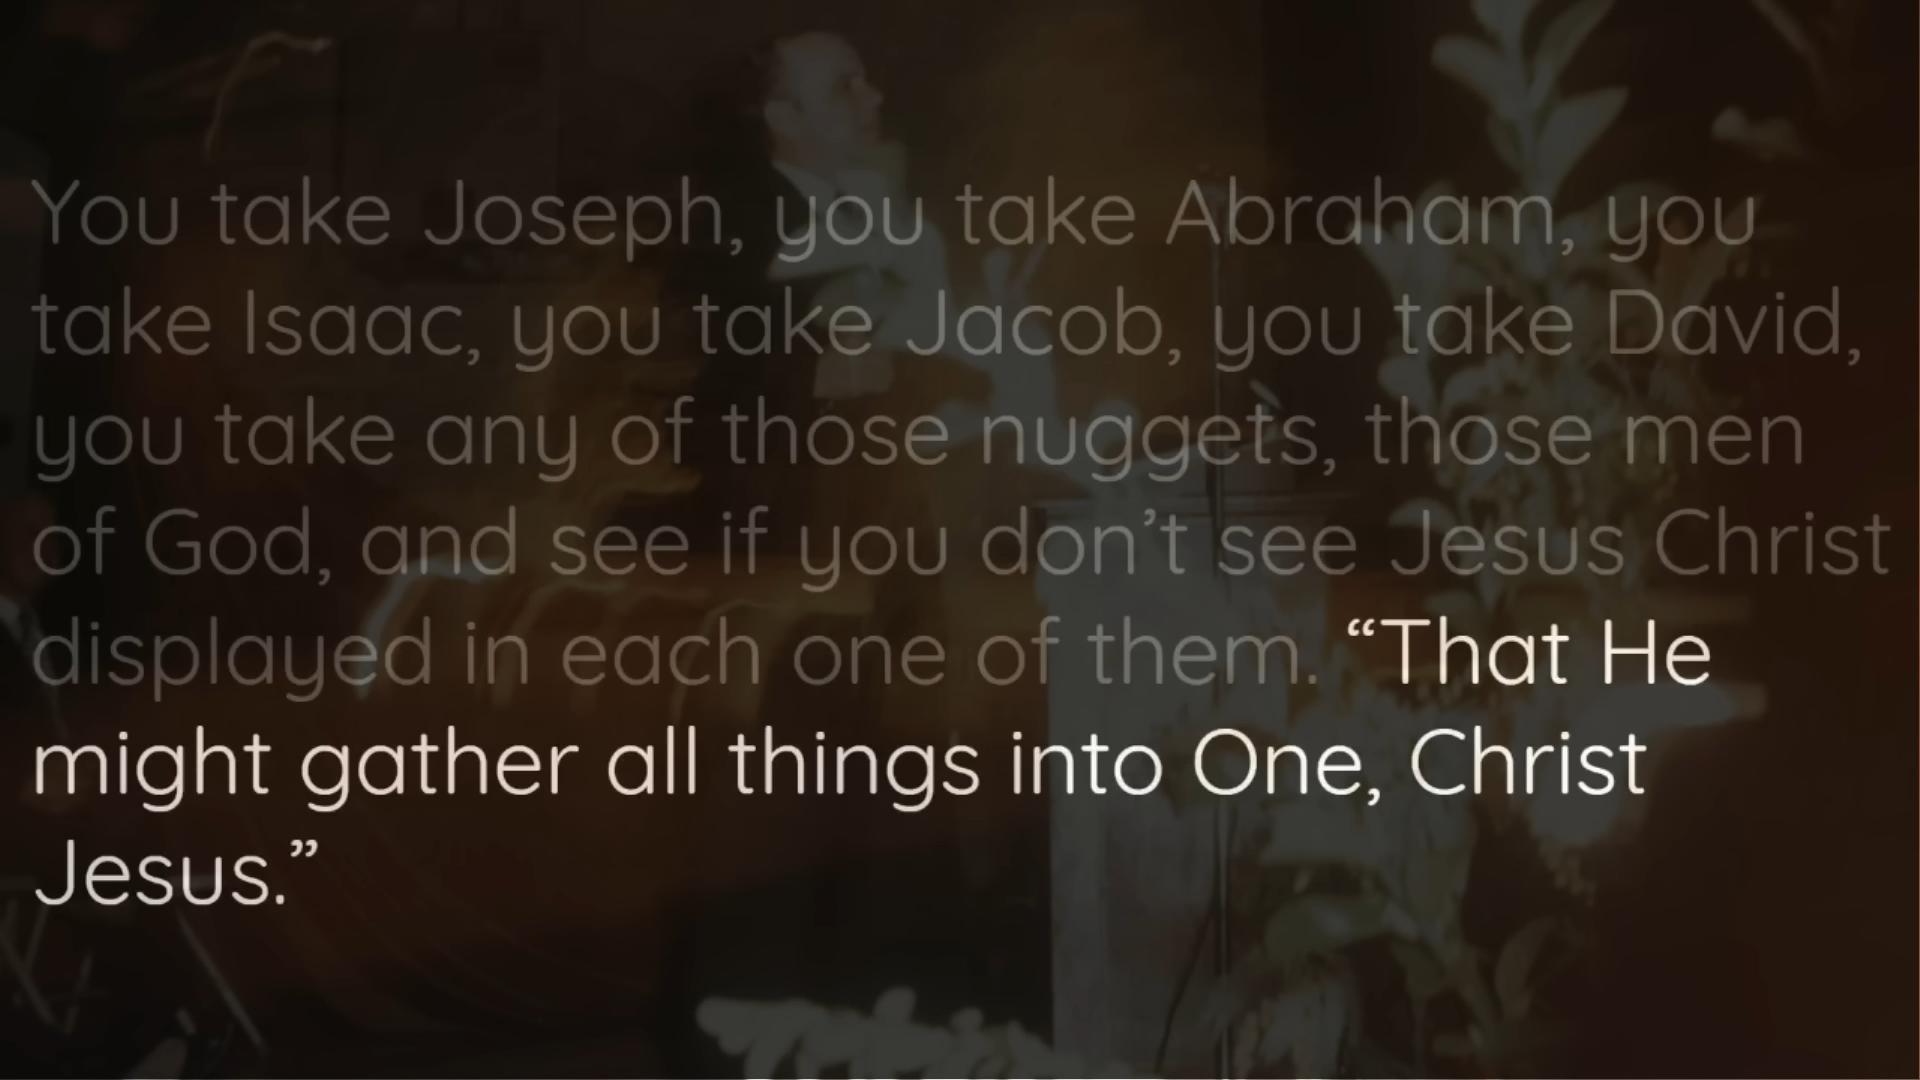 You take Joseph, you take Abraham, you
take Isaac, you take Jacob, you take David,
you take any of those nuggets, those men
of God, and see if you don’t see Jesus Christ
displayed in each one of them. “That He
might gather all things into One, Christ
Jesus.”